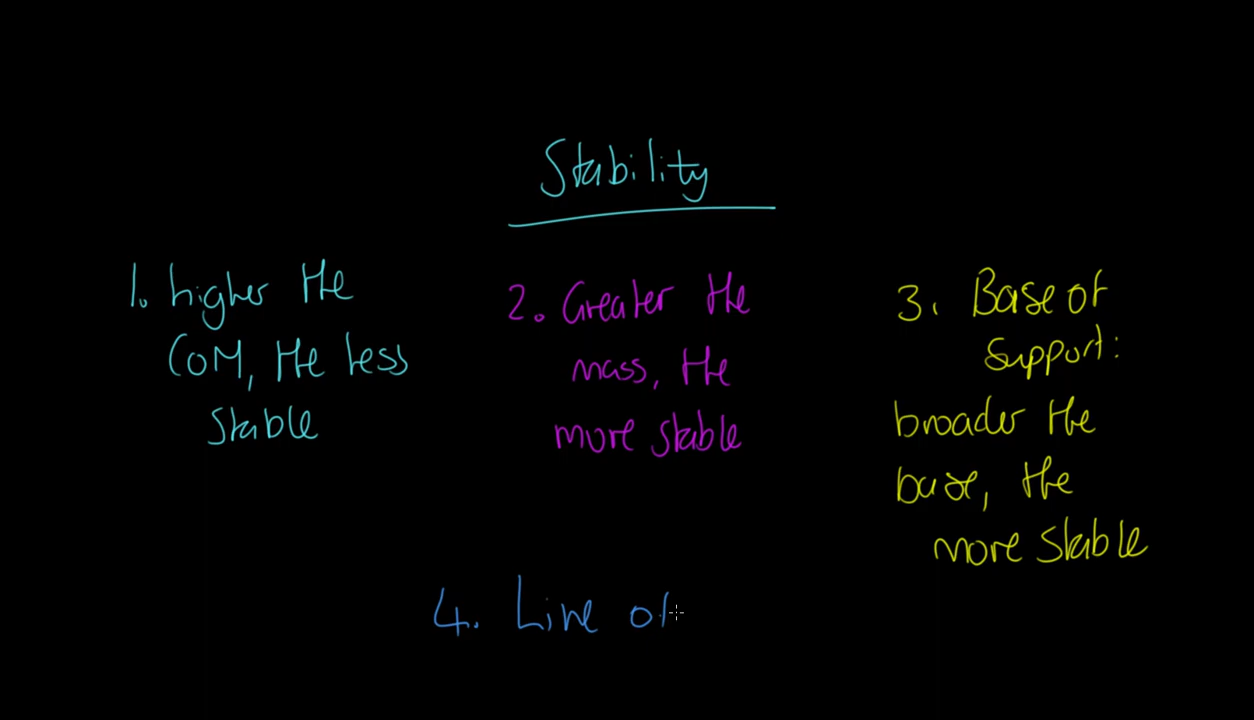 Stability
1. higher the
CoM, the less
stable
2. Greater the
mass, the
more stable
3. Base of
Support:
broader the
base, the
more stable
4. Line of